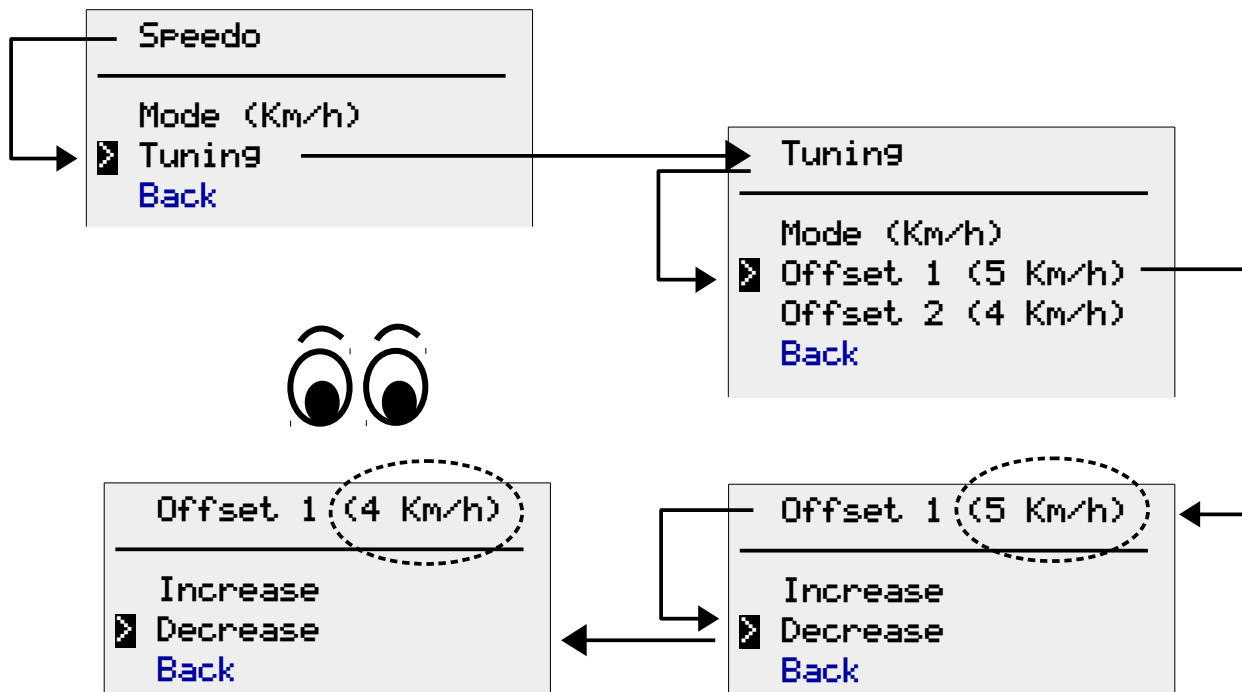 Speedo
Mode (Km/h)
> Tuning
Back
Tuning
Mode (Km/h)
> Offset 1 (5 Km/h)
Offset 2 (4 Km/h)
Back
Offset 1 (4 Km/h)
Increase
> Decrease
Back
Offset 1 (5 Km/h)
Increase
> Decrease
Back